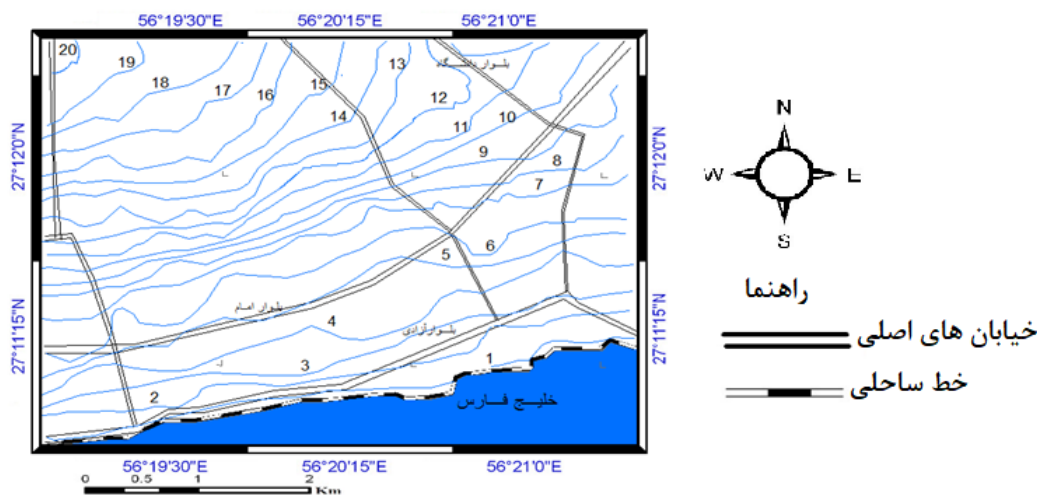 56°19'30"E 56°20'15"E 56°21'0"E
20
19
18
17
16
15
14
13
12
11
10
9
8
7
6
5
4
3
2
1
بلوار دانشگاه
بلوار امام
بلوار آزادی
خلیج فارس
27°12'0"N
27°11'15"N
27°12'0"N
27°11'15"N
56°19'30"E 56°20'15"E 56°21'0"E
0 0.5 1 2
Km
N
W E
S
راهنما
خیابان های اصلی
خط ساحلی